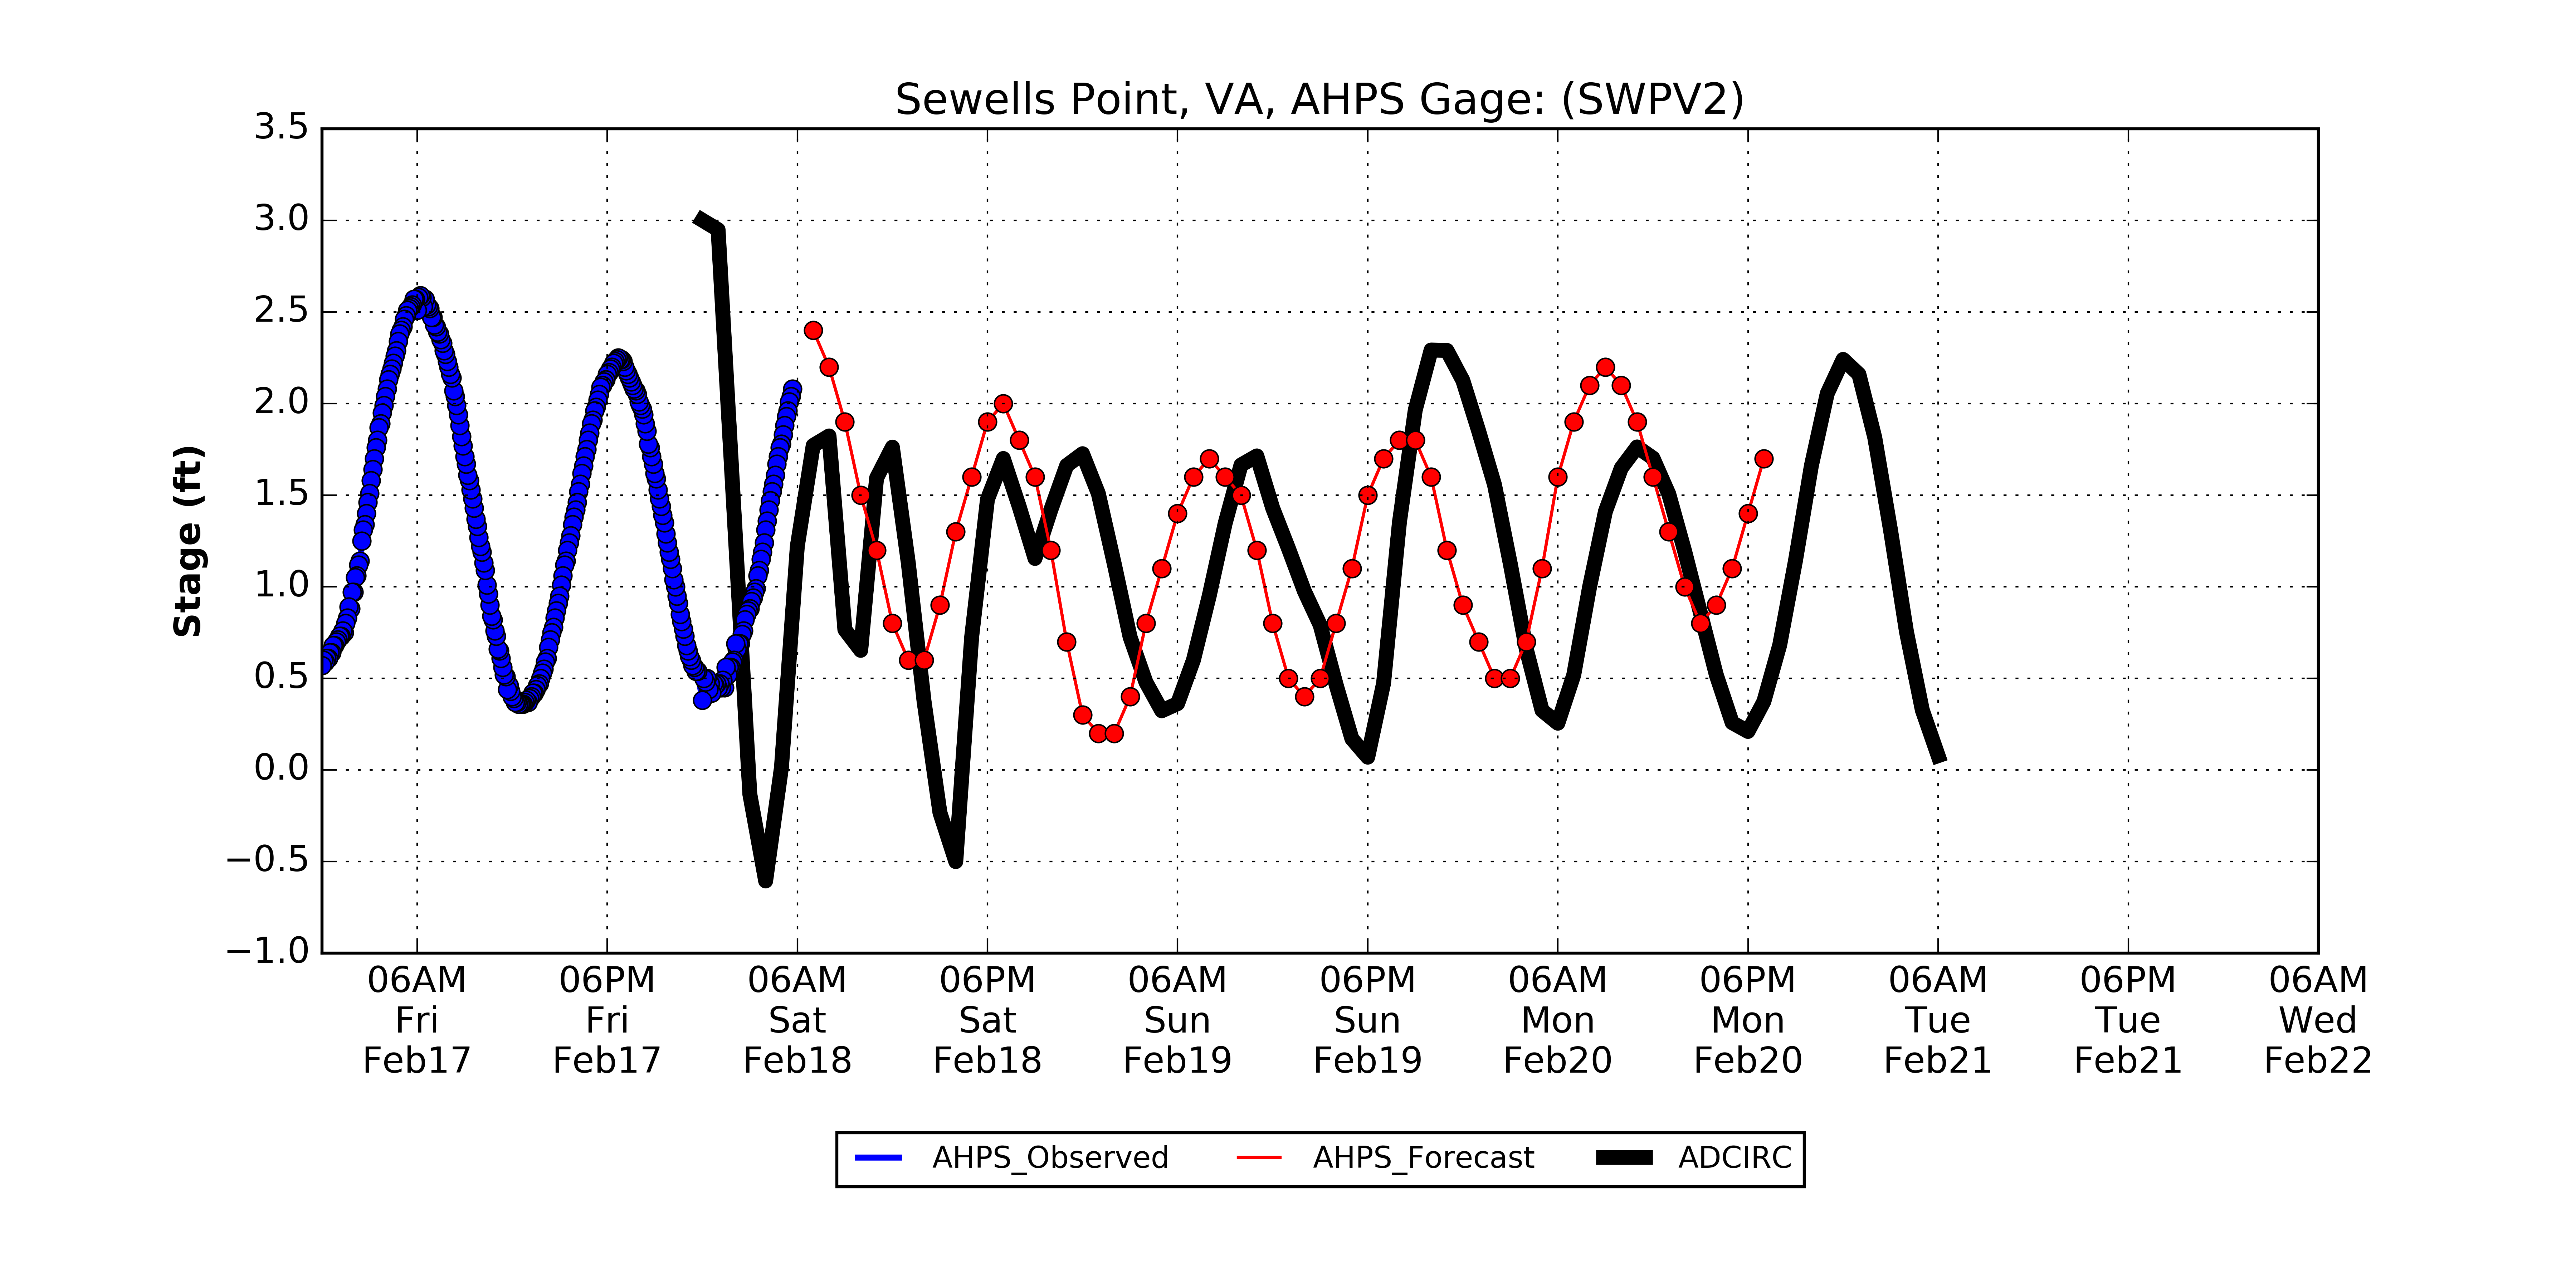 Sewells Point, VA, AHPS Gage: (SWPV2)
Stage (ft)
3.5
3.0
2.5
2.0
1.5
1.0
0.5
0.0
−0.5
−1.0
06AM 06PM 06AM 06PM 06AM 06PM 06AM 06PM 06AM 06PM 06AM
Fri Fri Sat Sat Sun Sun Mon Mon Tue Tue Wed
Feb17 Feb17 Feb18 Feb18 Feb19 Feb19 Feb20 Feb20 Feb21 Feb21 Feb22
AHPS_Observed AHPS_Forecast ADCIRC